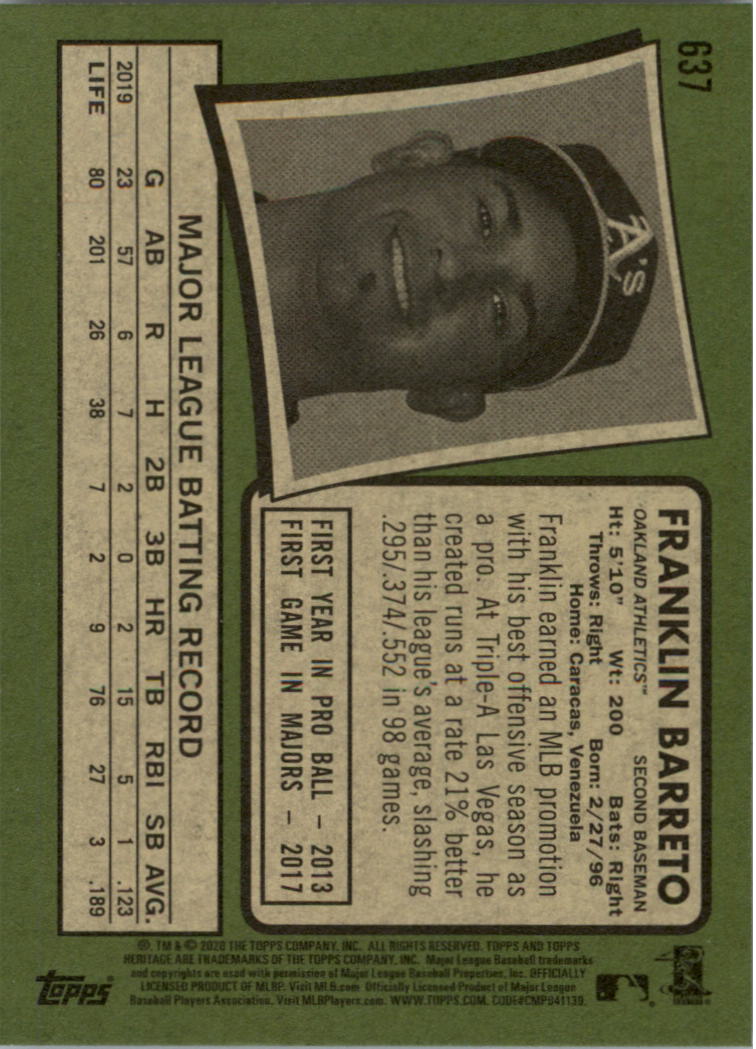 637
A's
FRANKLIN BARRETO
OAKLAND ATHLETICS™ SECOND BASEMAN
Ht: 5'10" Wt: 200 Bats: Right
Throws: Right Born: 2/27/96
Home: Caracas, Venezuela
Franklin earned an MLB promotion
with his best offensive season as
a pro. At Triple-A Las Vegas, he
created runs at a rate 21% better
than his league's average, slashing
.295/.374/.552 in 98 games.
FIRST YEAR IN PRO BALL – 2013
FIRST GAME IN MAJORS – 2017
MAJOR LEAGUE BATTING RECORD
G AB R H 2B 3B HR TB RBI SB AVG.
2019 23 57 6 7 2 0 2 15 5 1 .123
LIFE 80 201 26 38 7 2 9 76 27 3 .189
®, TM & © 2020 THE TOPPS COMPANY, INC. ALL RIGHTS RESERVED. TOPPS AND TOPPS
HERITAGE ARE TRADEMARKS OF THE TOPPS COMPANY, INC. Major League Baseball trademarks
and copyrights are used with permission of Major League Baseball Properties, Inc. OFFICIALLY
LICENSED PRODUCT OF MLBP. Visit MLB.com Officially Licensed Product of Major League
Baseball Players Association. Visit MLBPlayers.com. WWW.TOPPS.COM. CODE#CMP041139.
topps®